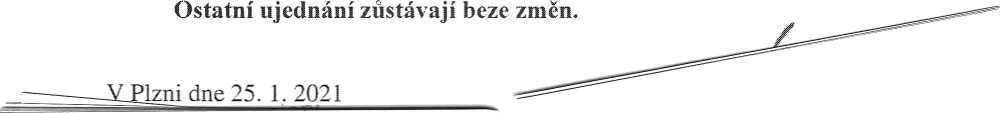 Ostatní ujednání zůstávají beze změn.
V Plzni dne 25. 1. 2021